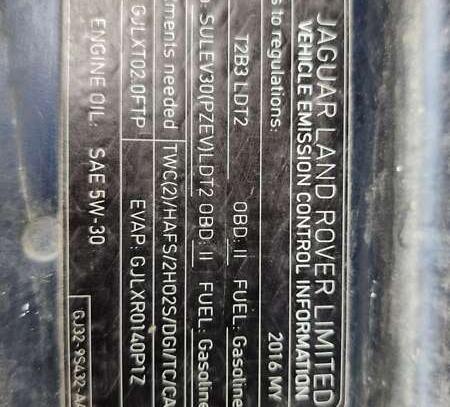 JAGUAR LAND ROVER LIMITED
VEHICLE EMISSION CONTROL INFORMATION
s to regulations: 2016 MY
T2B3 LDT2 OBD: II FUEL: Gasoline
SULEV30(PZEV)LDT2 OBD: II FUEL: Gasoline
tments needed TWC(2)/HAFS/2HO2S/DGI/TC/CA
GJLXT02.0FTP EVAP: GJLXR0140P1Z
ENGINE OIL: SAE 5W-30
GJ32-9S432-AA